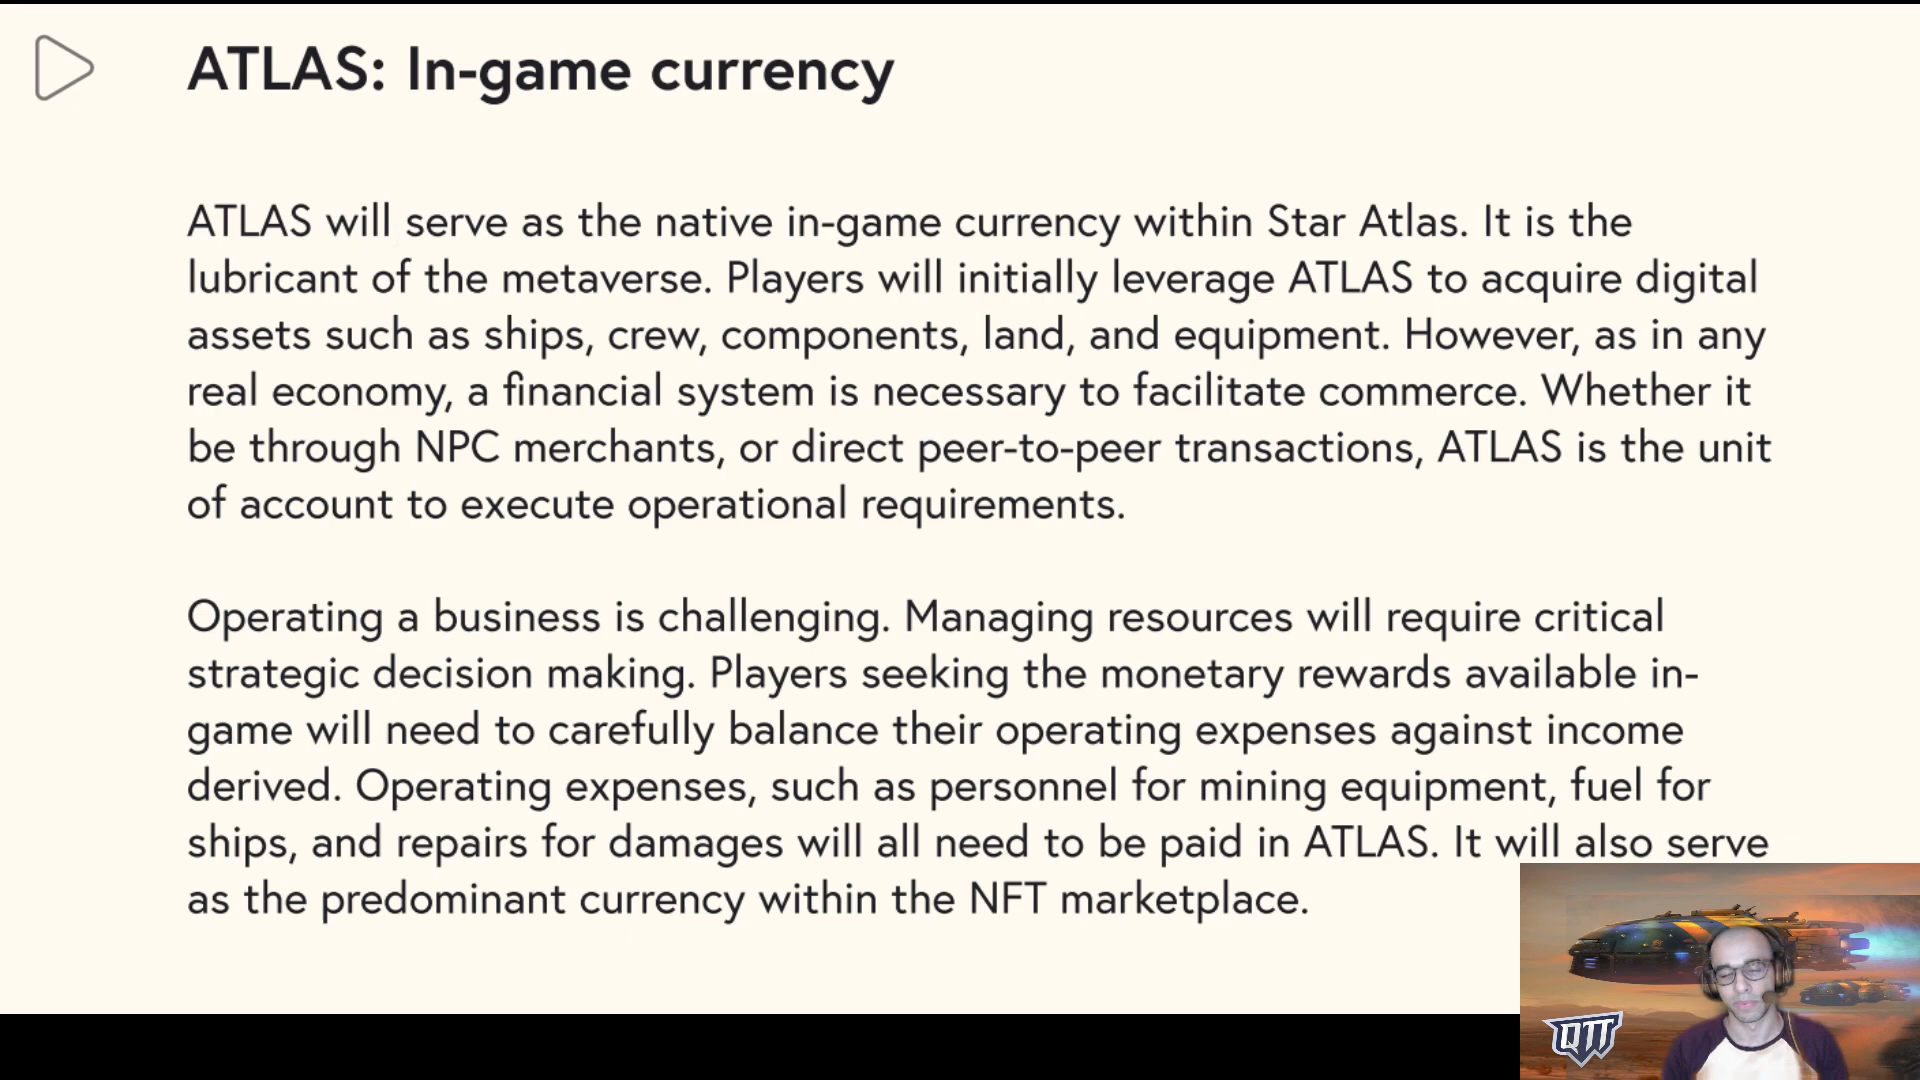 ATLAS: In-game currency
ATLAS will serve as the native in-game currency within Star Atlas. It is the
lubricant of the metaverse. Players will initially leverage ATLAS to acquire digital
assets such as ships, crew, components, land, and equipment. However, as in any
real economy, a financial system is necessary to facilitate commerce. Whether it
be through NPC merchants, or direct peer-to-peer transactions, ATLAS is the unit
of account to execute operational requirements.
Operating a business is challenging. Managing resources will require critical
strategic decision making. Players seeking the monetary rewards available in-
game will need to carefully balance their operating expenses against income
derived. Operating expenses, such as personnel for mining equipment, fuel for
ships, and repairs for damages will all need to be paid in ATLAS. It will also serve
as the predominant currency within the NFT marketplace.
QTT